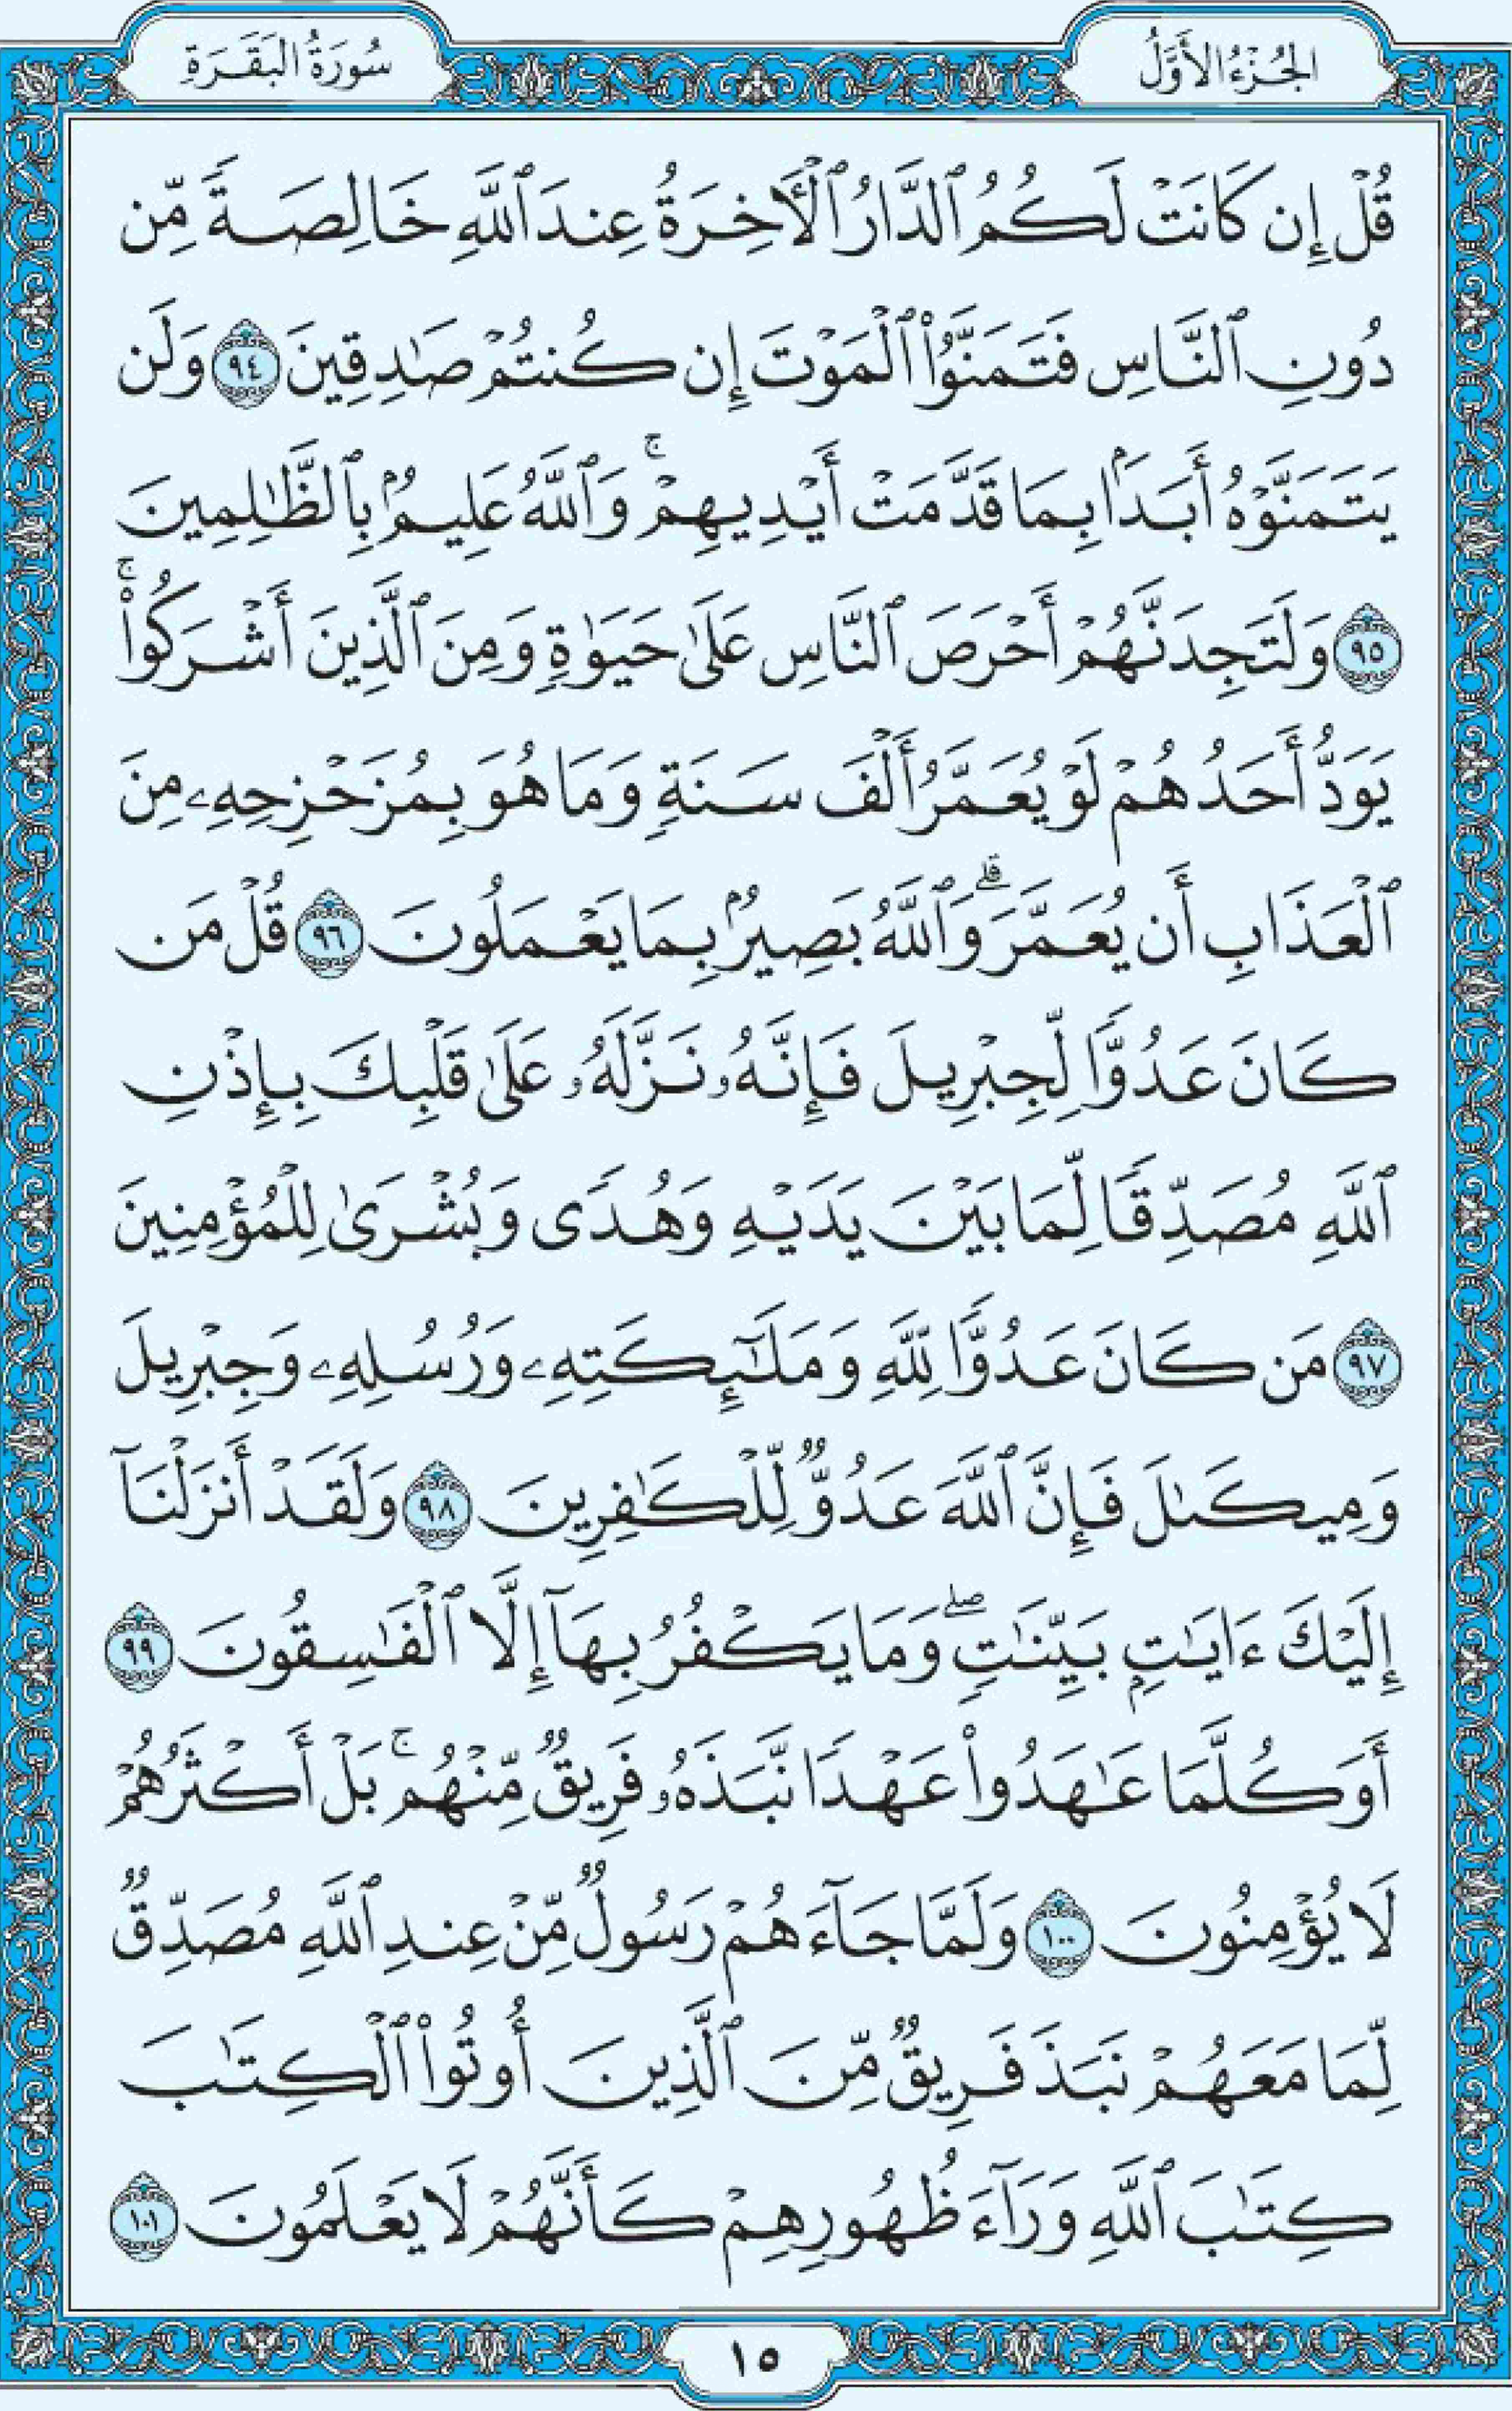 الجُزْءُ الأَوَّلُ
سُورَةُ البَقَرَةِ
قُلْ إِن كَانَتْ لَكُمُ ٱلدَّارُ ٱلْأَخِرَةُ عِندَ ٱللَّهِ خَالِصَةً مِّن
دُونِ ٱلنَّاسِ فَتَمَنَّوُا۟ ٱلْمَوْتَ إِن كُنتُمْ صَٰدِقِينَ ٩٤ وَلَن
يَتَمَنَّوْهُ أَبَدًۢا بِمَا قَدَّمَتْ أَيْدِيهِمْ ۚ وَٱللَّهُ عَلِيمٌۢ بِٱلظَّٰلِمِينَ
٩٥ وَلَتَجِدَنَّهُمْ أَحْرَصَ ٱلنَّاسِ عَلَىٰ حَيَوٰةٍ وَمِنَ ٱلَّذِينَ أَشْرَكُوا۟ ۚ
يَوَدُّ أَحَدُهُمْ لَوْ يُعَمَّرُ أَلْفَ سَنَةٍ وَمَا هُوَ بِمُزَحْزِحِهِۦ مِنَ
ٱلْعَذَابِ أَن يُعَمَّرَ ۗ وَٱللَّهُ بَصِيرٌۢ بِمَا يَعْمَلُونَ ٩٦ قُلْ مَن
كَانَ عَدُوًّا لِّجِبْرِيلَ فَإِنَّهُۥ نَزَّلَهُۥ عَلَىٰ قَلْبِكَ بِإِذْنِ
ٱللَّهِ مُصَدِّقًا لِّمَا بَيْنَ يَدَيْهِ وَهُدًى وَبُشْرَىٰ لِلْمُؤْمِنِينَ
٩٧ مَن كَانَ عَدُوًّا لِّلَّهِ وَمَلَٰٓئِكَتِهِۦ وَرُسُلِهِۦ وَجِبْرِيلَ
وَمِيكَىٰلَ فَإِنَّ ٱللَّهَ عَدُوٌّ لِّلْكَٰفِرِينَ ٩٨ وَلَقَدْ أَنزَلْنَآ
إِلَيْكَ ءَايَٰتٍۭ بَيِّنَٰتٍ ۖ وَمَا يَكْفُرُ بِهَآ إِلَّا ٱلْفَٰسِقُونَ ٩٩
أَوَكُلَّمَا عَٰهَدُوا۟ عَهْدًا نَّبَذَهُۥ فَرِيقٌ مِّنْهُم ۚ بَلْ أَكْثَرُهُمْ
لَا يُؤْمِنُونَ ١٠٠ وَلَمَّا جَآءَهُمْ رَسُولٌ مِّنْ عِندِ ٱللَّهِ مُصَدِّقٌ
لِّمَا مَعَهُمْ نَبَذَ فَرِيقٌ مِّنَ ٱلَّذِينَ أُوتُوا۟ ٱلْكِتَٰبَ
كِتَٰبَ ٱللَّهِ وَرَآءَ ظُهُورِهِمْ كَأَنَّهُمْ لَا يَعْلَمُونَ ١٠١
١٥